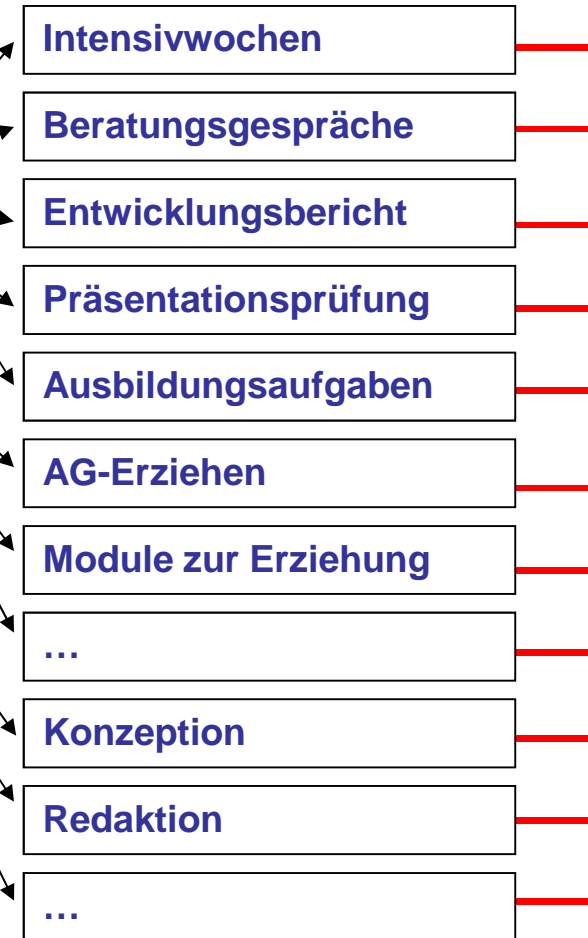 Intensivwochen
Beratungsgespräche
Entwicklungsbericht
Präsentationsprüfung
Ausbildungsaufgaben
AG-Erziehen
Module zur Erziehung
…
Konzeption
Redaktion
…